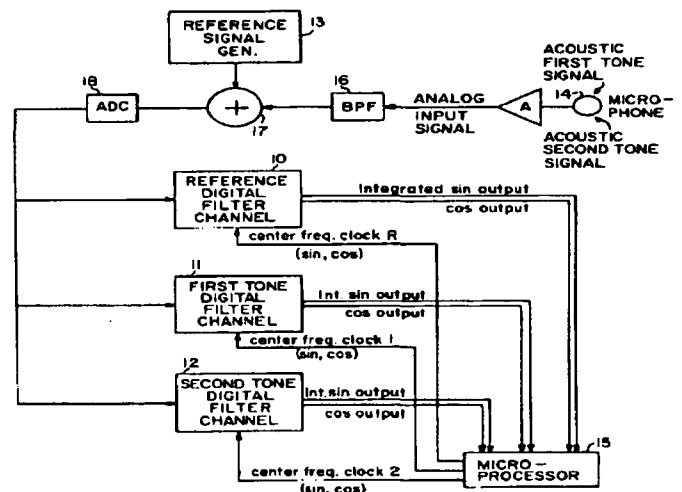 REFERENCE
SIGNAL
GEN.
13
18
ADC
+
17
16
BPF
ANALOG
INPUT
SIGNAL
A
14
ACOUSTIC
FIRST TONE
SIGNAL
MICRO-
PHONE
ACOUSTIC
SECOND TONE
SIGNAL
10
REFERENCE
DIGITAL
FILTER
CHANNEL
Integrated sin output
cos output
center freq. clock R
(sin, cos)
11
FIRST TONE
DIGITAL
FILTER
CHANNEL
Int. sin output
cos output
center freq. clock 1
(sin, cos)
12
SECOND TONE
DIGITAL
FILTER
CHANNEL
Int.sin output
cos output
center freq. clock 2
(sin, cos)
15
MICRO-
PROCESSOR